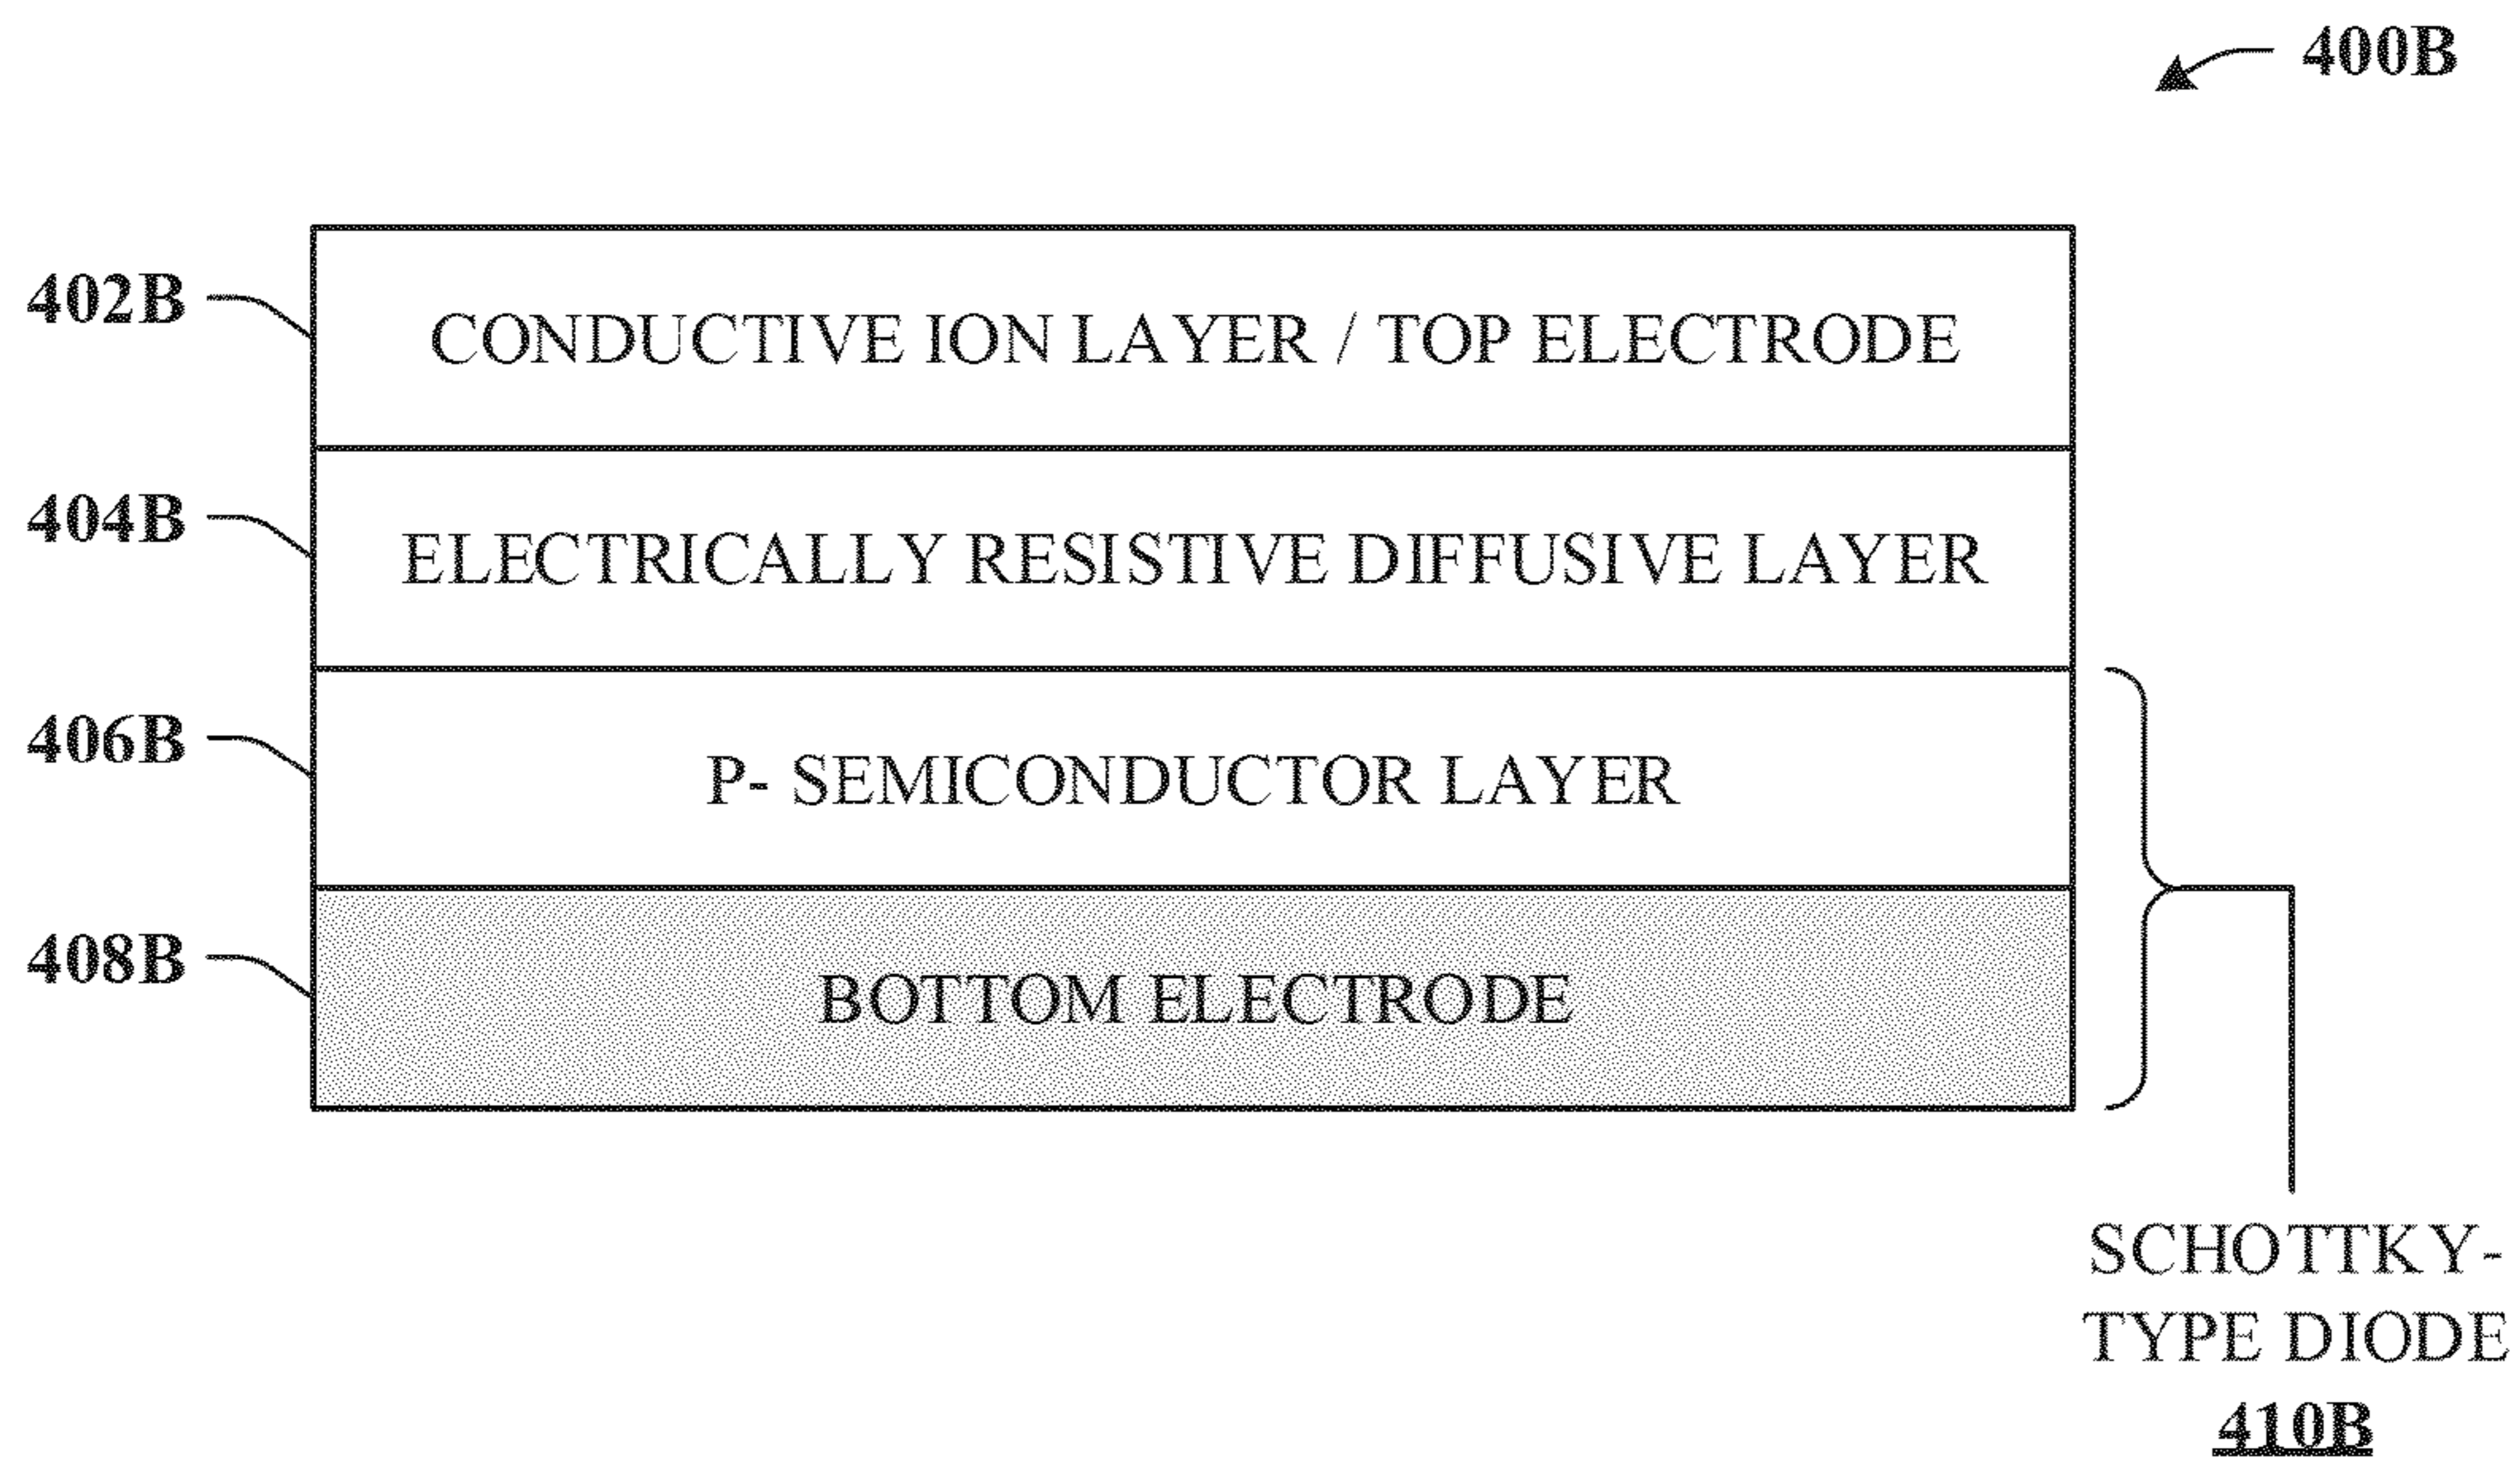 400B
402B
CONDUCTIVE ION LAYER / TOP ELECTRODE
404B
ELECTRICALLY RESISTIVE DIFFUSIVE LAYER
406B
P- SEMICONDUCTOR LAYER
408B
BOTTOM ELECTRODE
SCHOTTKY-
TYPE DIODE
410B